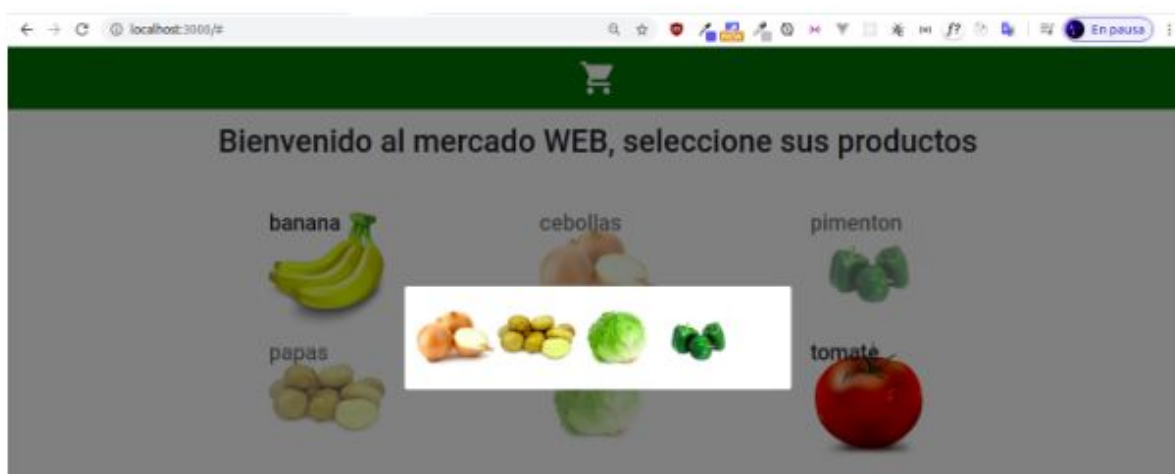 localhost:3000/#
En pausa
Bienvenido al mercado WEB, seleccione sus productos
banana
cebollas
pimenton
papas
tomate